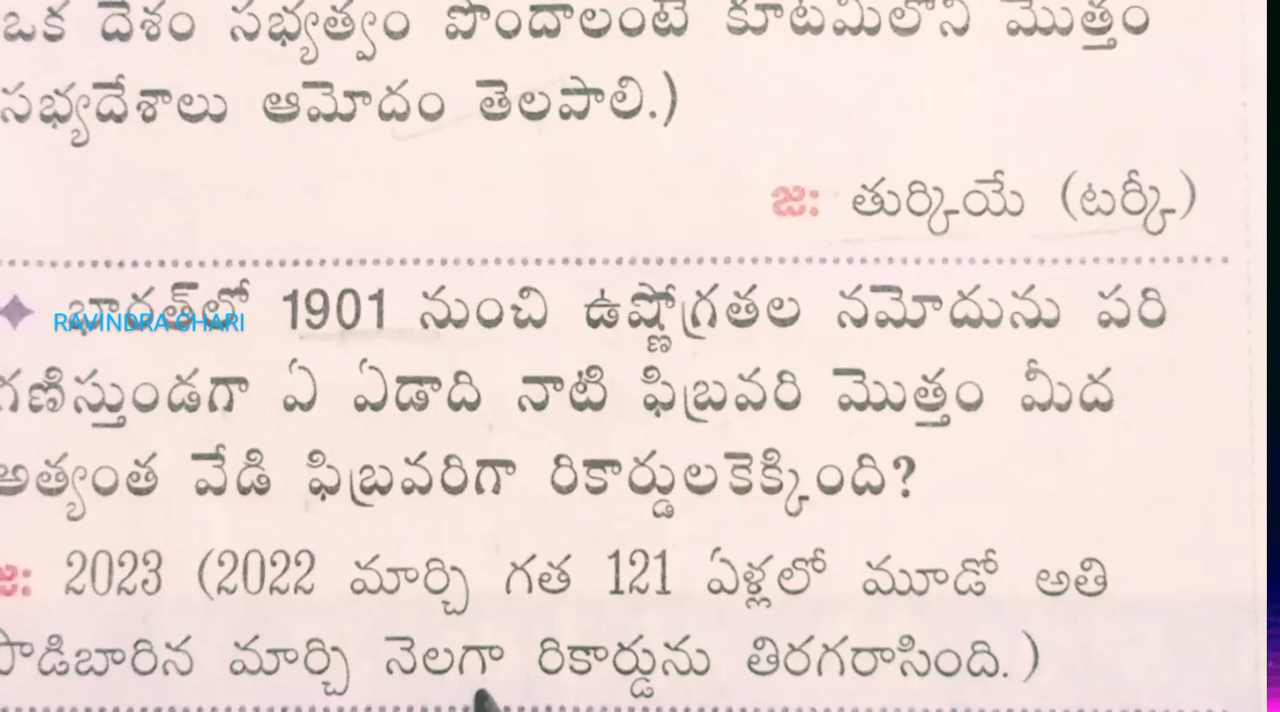 ఒక దేశం సభ్యత్వం పొందాలంటే కూటమిలోని మొత్తం
సభ్యదేశాలు ఆమోదం తెలపాలి.)
జ: తుర్కియే (టర్కీ)
భారత్‌లో 1901 నుంచి ఉష్ణోగ్రతల నమోదును పరి
RAVINDRA CHARI
గణిస్తుండగా ఏ ఏడాది నాటి ఫిబ్రవరి మొత్తం మీద
అత్యంత వేడి ఫిబ్రవరిగా రికార్డులకెక్కింది?
జ: 2023 (2022 మార్చి గత 121 ఏళ్లలో మూడో అతి
పొడిబారిన మార్చి నెలగా రికార్డును తిరగరాసింది.)